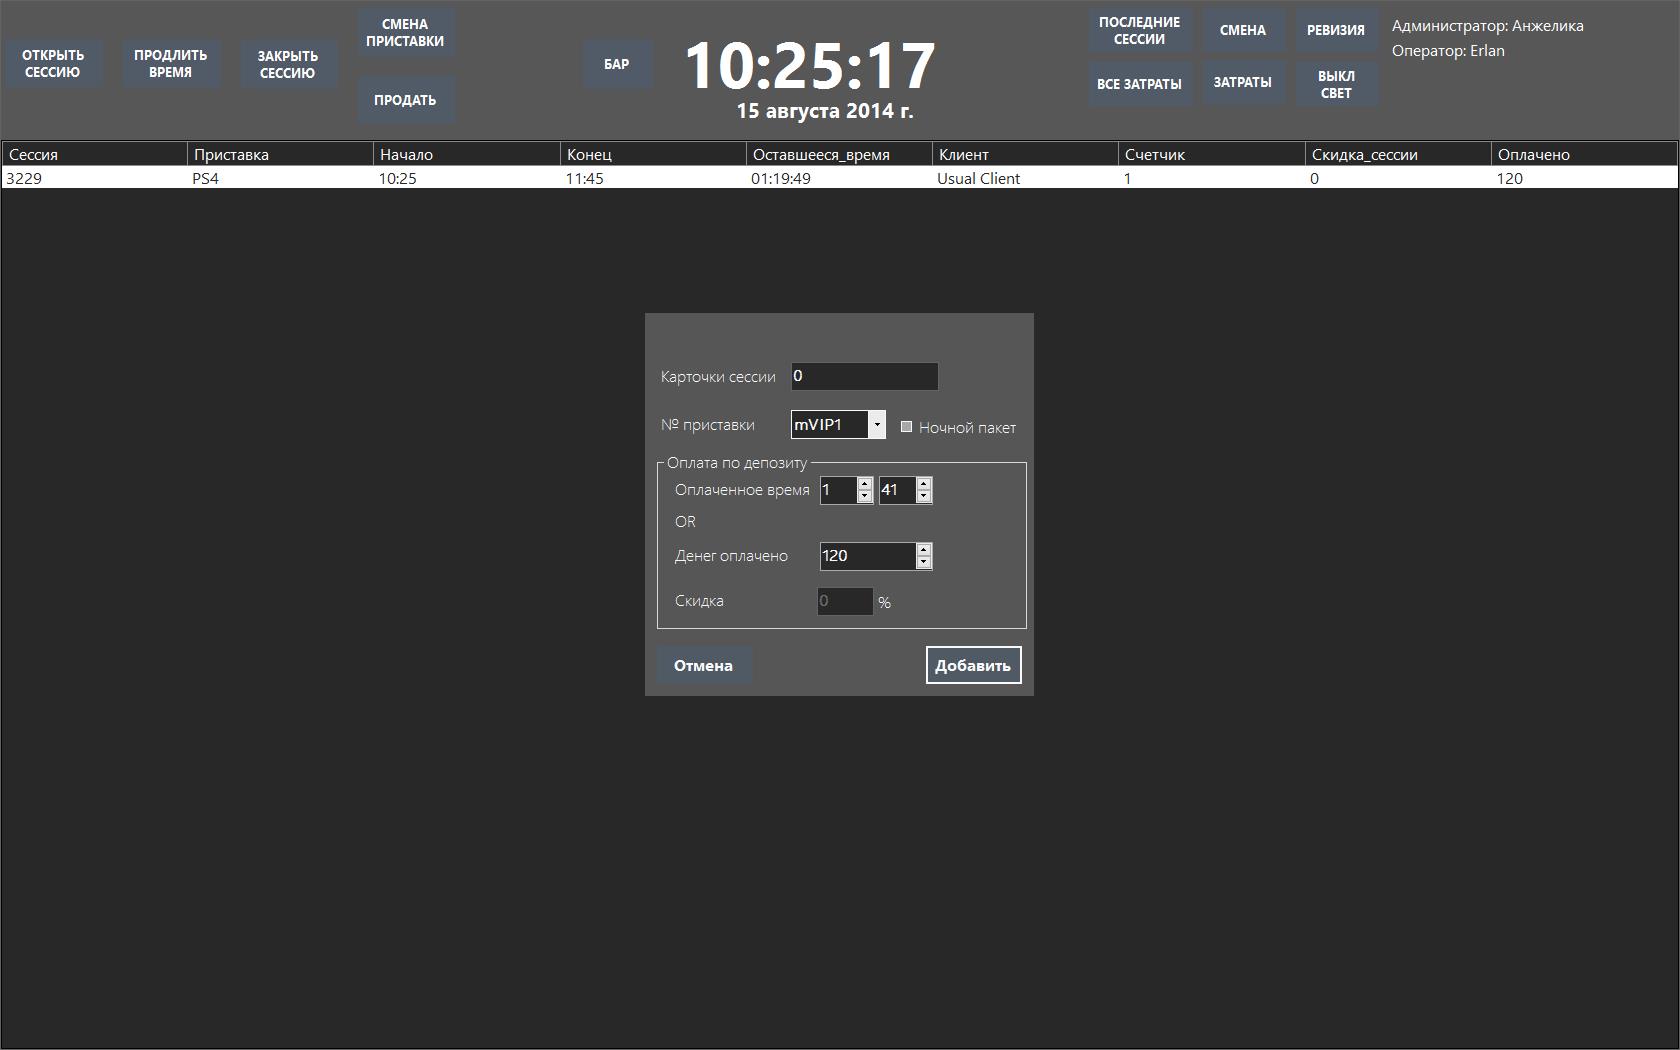 ОТКРЫТЬ
СЕССИЮ
ПРОДЛИТЬ
ВРЕМЯ
ЗАКРЫТЬ
СЕССИЮ
СМЕНА
ПРИСТАВКИ
ПРОДАТЬ
БАР
10:25:17
15 августа 2014 г.
ПОСЛЕДНИЕ
СЕССИИ
СМЕНА
РЕВИЗИЯ
ВСЕ ЗАТРАТЫ
ЗАТРАТЫ
ВЫКЛ
СВЕТ
Администратор: Анжелика
Оператор: Erlan
Сессия Приставка Начало Конец Оставшееся_время Клиент Счетчик Скидка_сессии Оплачено
3229 PS4 10:25 11:45 01:19:49 Usual Client 1 0 120
Карточки сессии 0
№ приставки mVIP1 Ночной пакет
Оплата по депозиту
Оплаченное время 1 41
OR
Денег оплачено 120
Скидка 0 %
Отмена Добавить